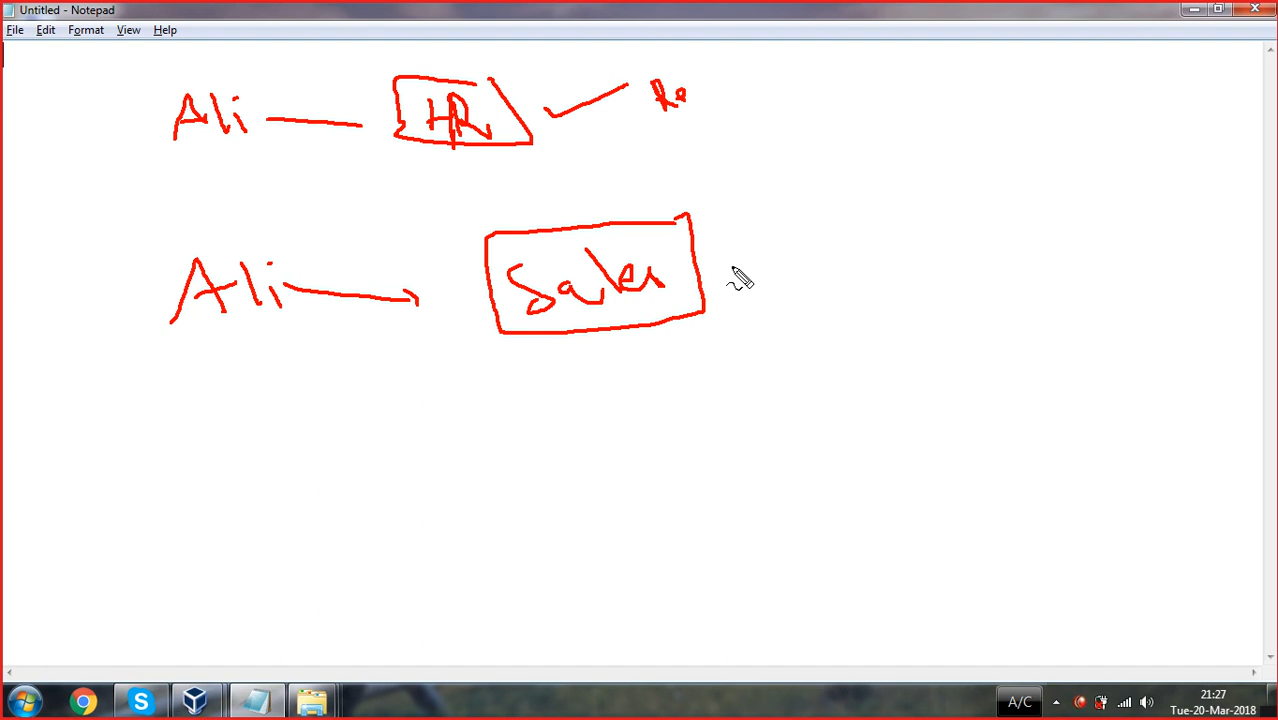 Untitled - Notepad
File Edit Format View Help
Ali HR
Ali Sales
A/C
21:27
Tue-20-Mar-2018